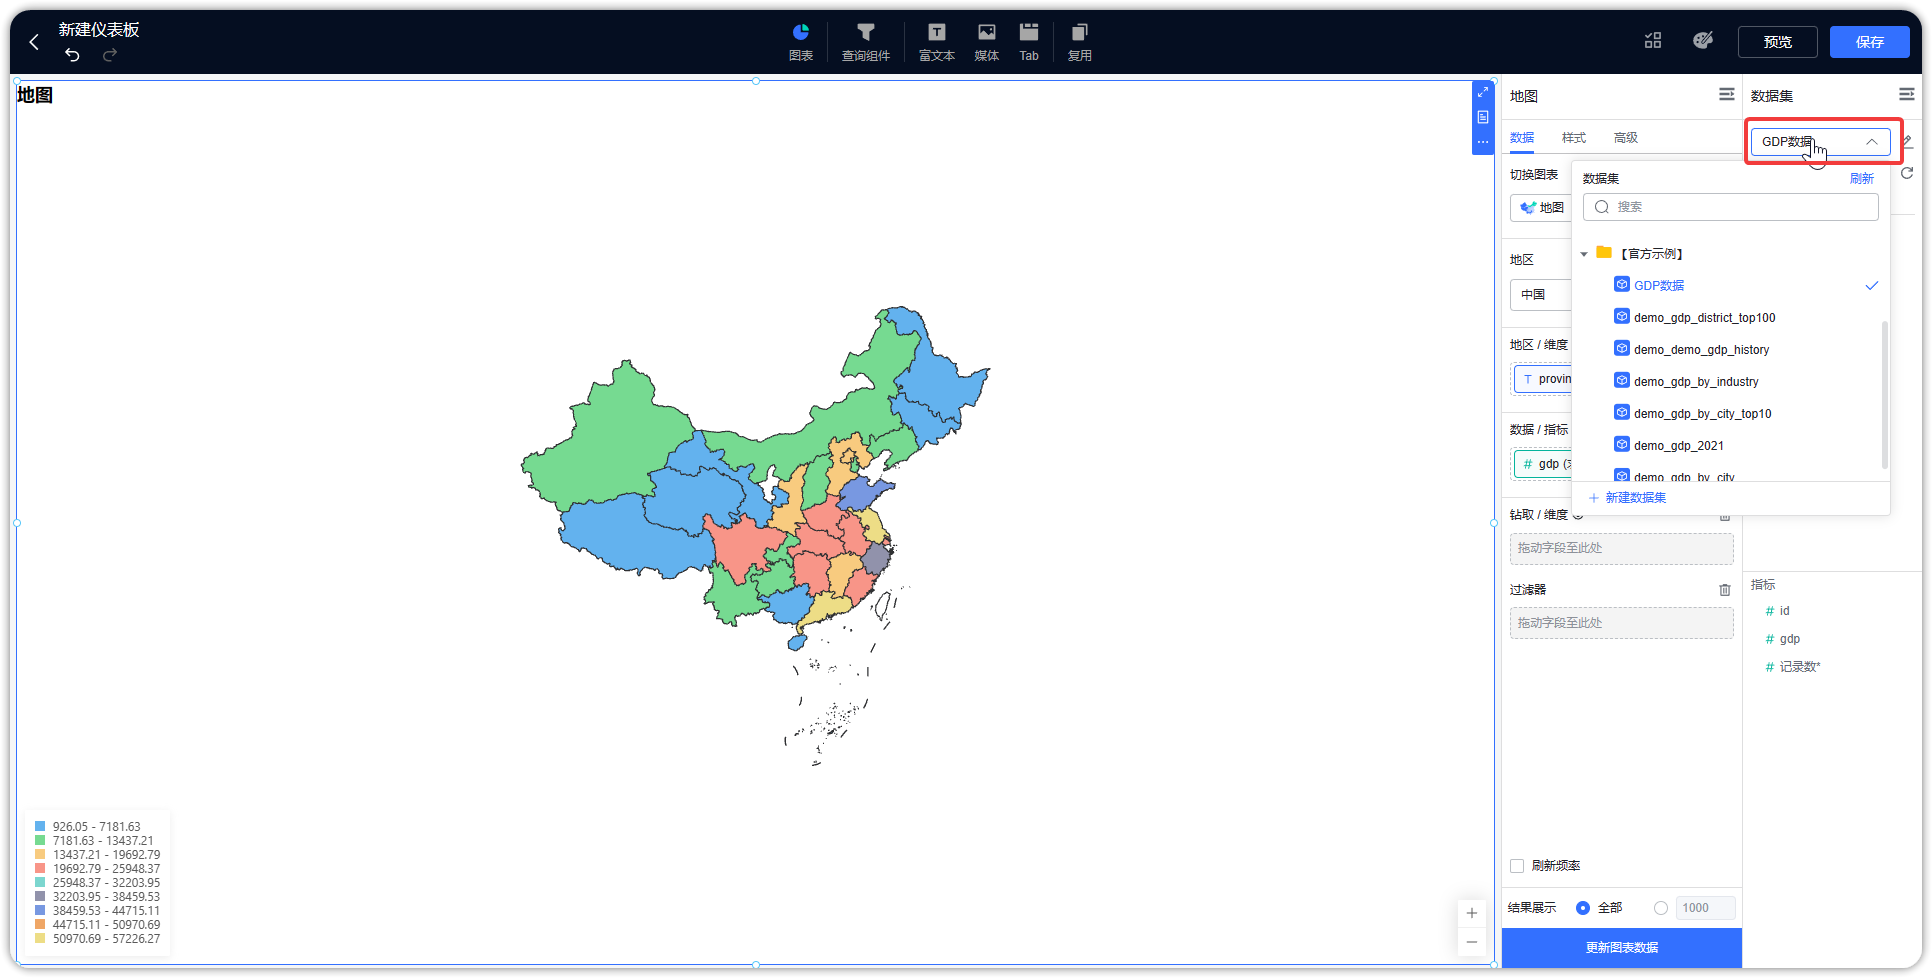 新建仪表板
图表
查询组件
富文本
媒体
Tab
复用
预览
保存
地图
926.05 - 7181.63
7181.63 - 13437.21
13437.21 - 19692.79
19692.79 - 25948.37
25948.37 - 32203.95
32203.95 - 38459.53
38459.53 - 44715.11
44715.11 - 50970.69
50970.69 - 57226.27
地图
数据 样式 高级
切换图表
地图
地区
中国
地区 / 维度
T provin
数据 / 指标
# gdp
钻取 / 维度
拖动字段至此处
过滤器
拖动字段至此处
刷新频率
结果展示 全部 1000
更新图表数据
数据集
GDP数据
数据集 刷新
搜索
【官方示例】
GDP数据
demo_gdp_district_top100
demo_demo_gdp_history
demo_gdp_by_industry
demo_gdp_by_city_top10
demo_gdp_2021
demo_gdp_by_city
+ 新建数据集
指标
# id
# gdp
# 记录数*